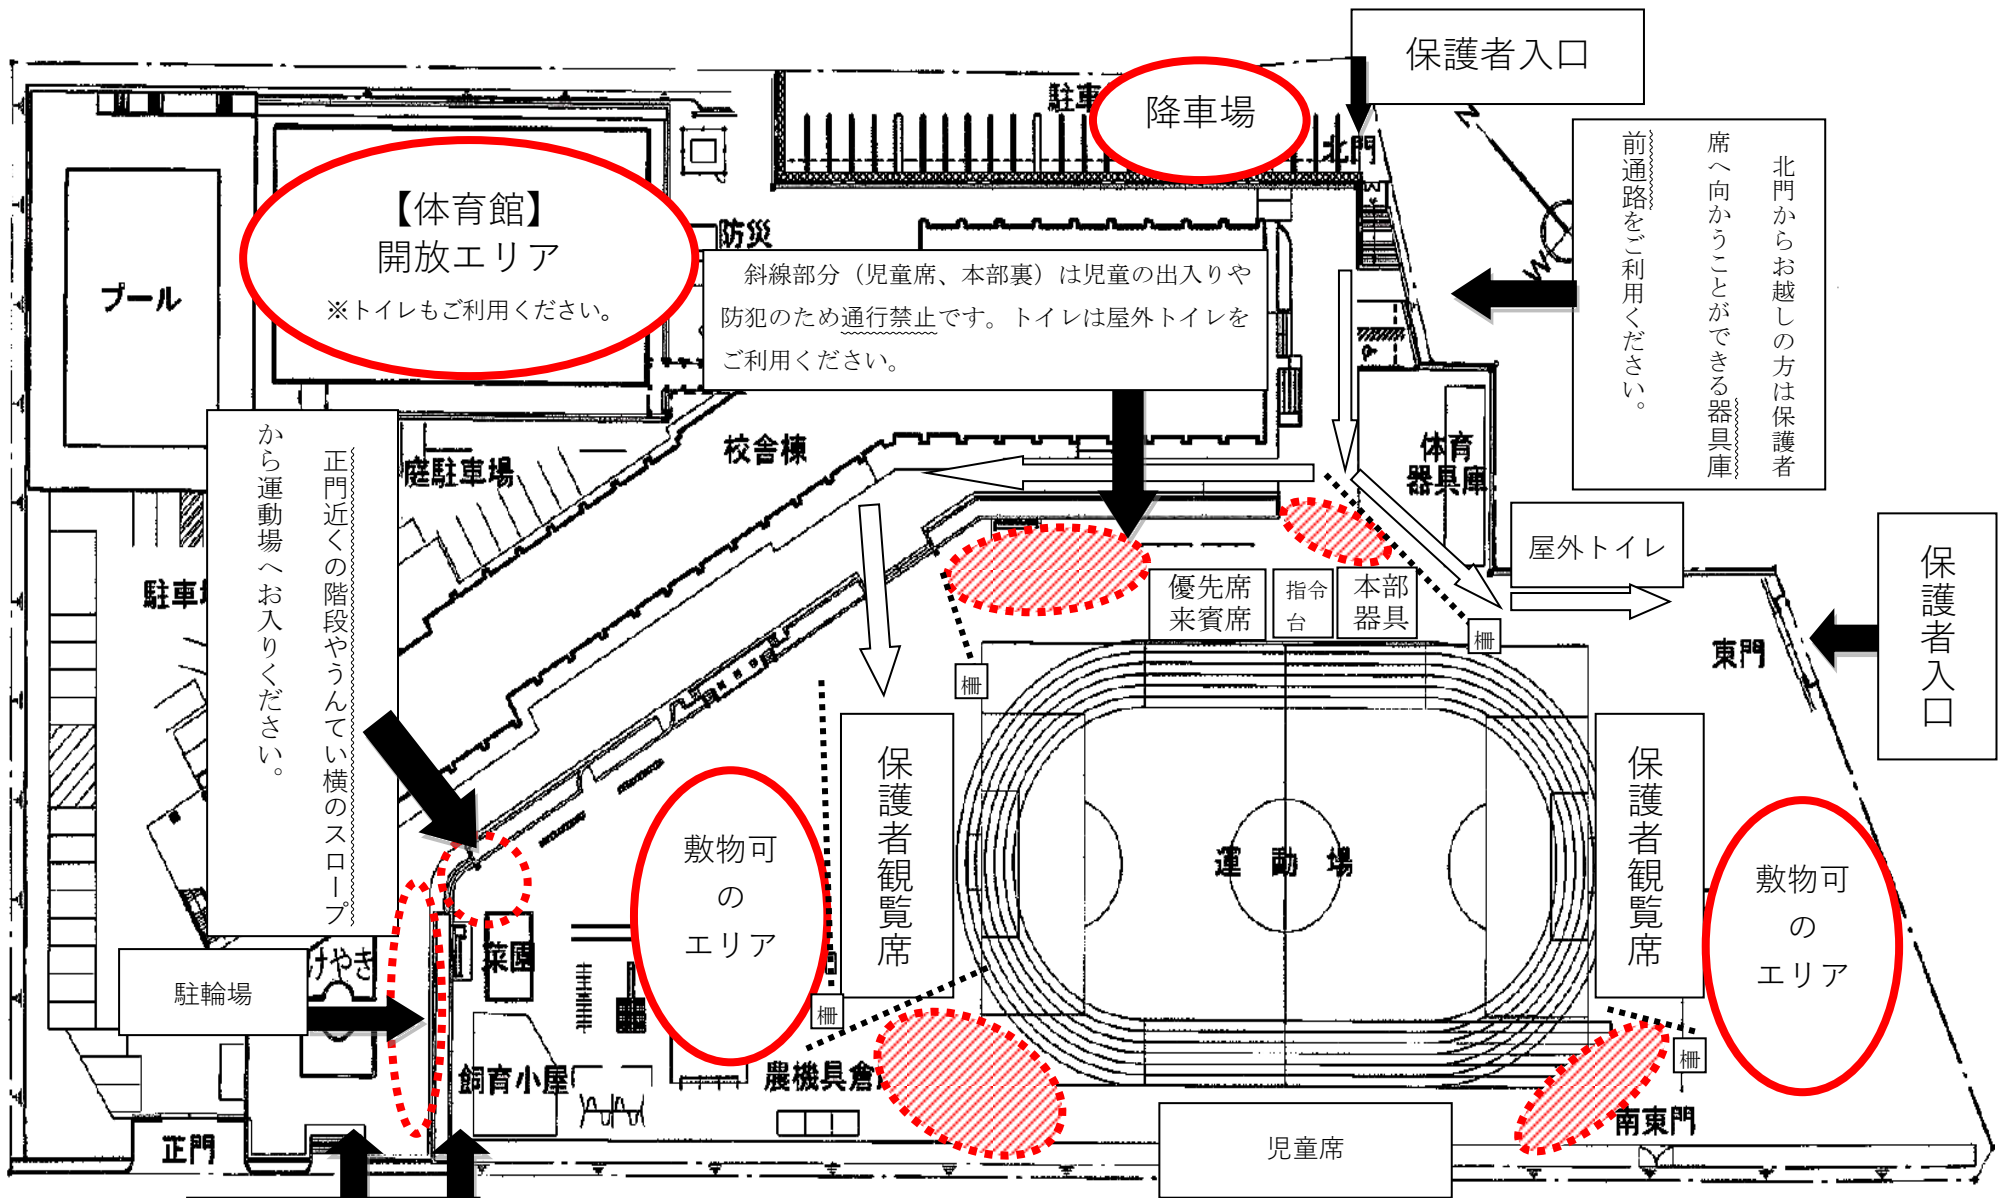 保護者入口
駐車
降車場
北門
N
W
北門からお越しの方は保護者
席へ向かうことができる器具庫
前通路をご利用ください。
【体育館】
開放エリア
※トイレもご利用ください。
プール
防災
斜線部分（児童席、本部裏）は児童の出入りや
防犯のため通行禁止です。トイレは屋外トイレを
ご利用ください。
正門近くの階段やうんてい横のスロープ
から運動場へお入りください。
庭駐車場
校舎棟
体育
器具庫
屋外トイレ
保護者入口
駐車
優先席
来賓席
指令
台
本部
器具
柵
柵
東門
保護者観覧席
運動場
保護者観覧席
敷物可
の
エリア
敷物可
の
エリア
けやき
菜園
駐輪場
柵
柵
飼育小屋
農機具倉
南東門
正門
児童席